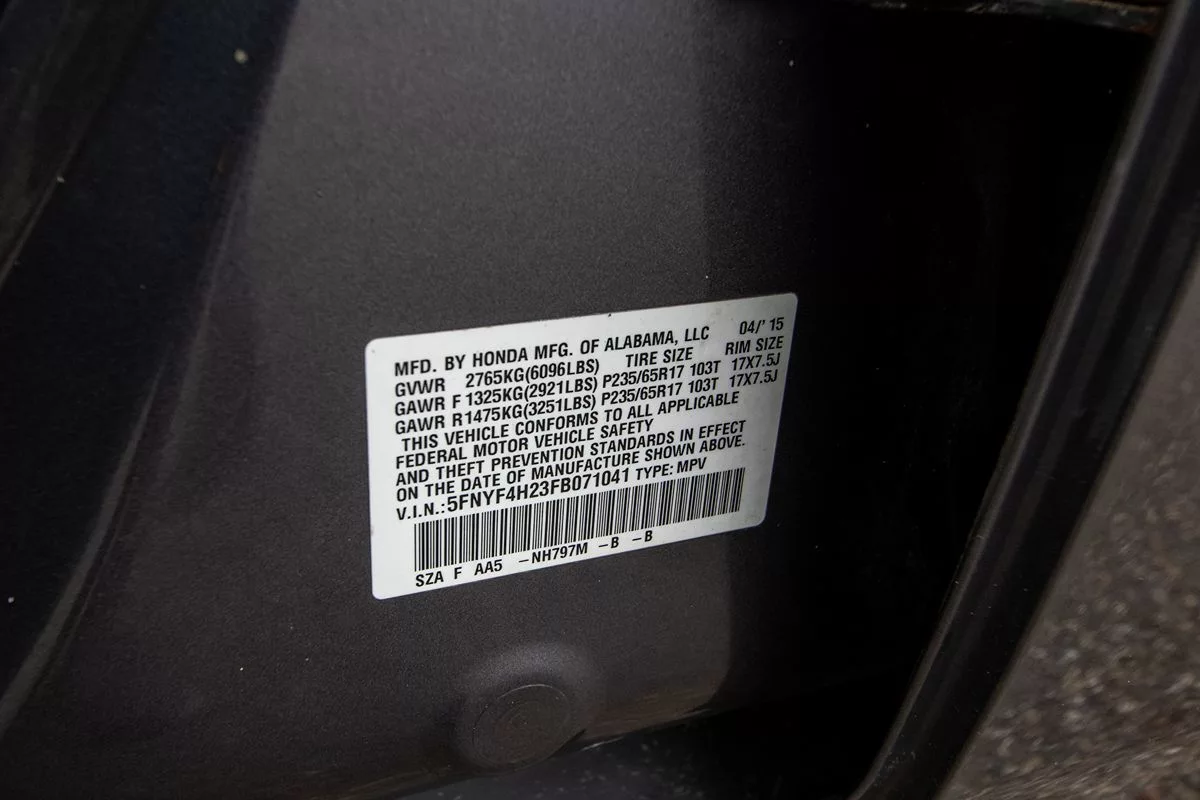 MFD. BY HONDA MFG. OF ALABAMA, LLC 04/' 15
GVWR 2765KG(6096LBS) TIRE SIZE RIM SIZE
GAWR F 1325KG(2921LBS) P235/65R17 103T 17X7.5J
GAWR R1475KG(3251LBS) P235/65R17 103T 17X7.5J
THIS VEHICLE CONFORMS TO ALL APPLICABLE
FEDERAL MOTOR VEHICLE SAFETY
AND THEFT PREVENTION STANDARDS IN EFFECT
ON THE DATE OF MANUFACTURE SHOWN ABOVE.
V.I.N.:5FNYF4H23FB071041 TYPE: MPV
SZA F AA5 -NH797M -B -B